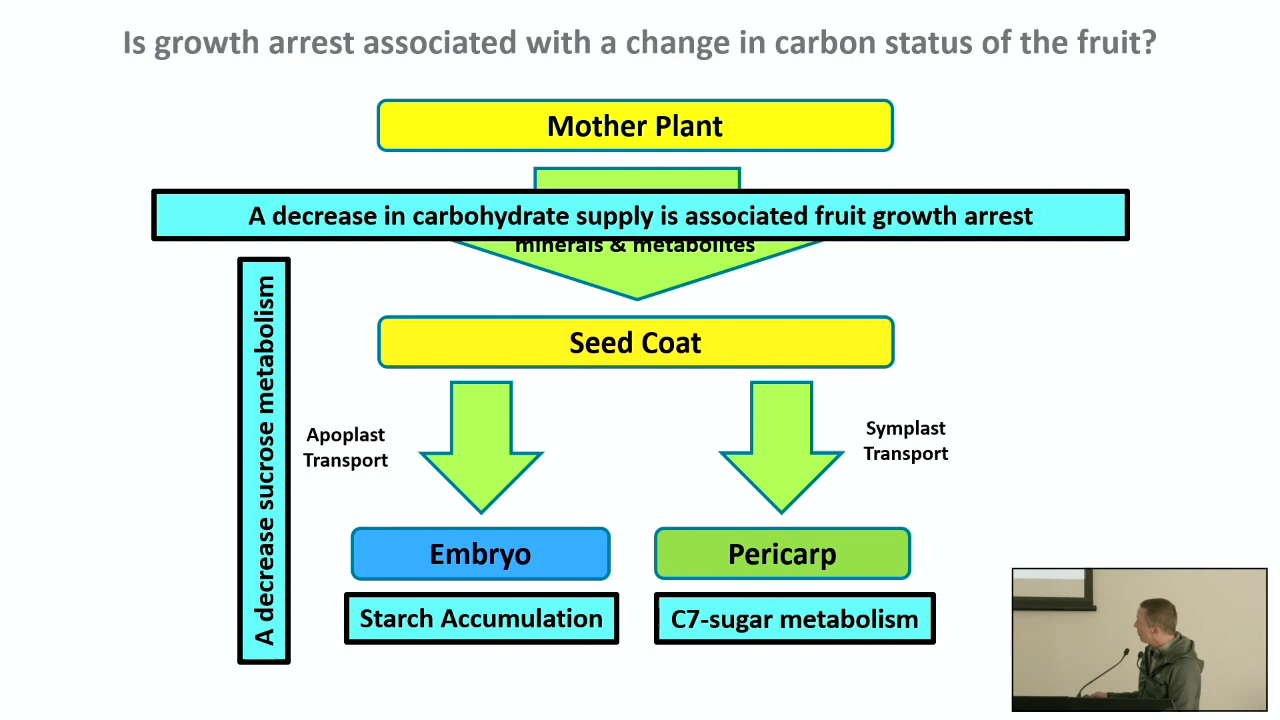 Is growth arrest associated with a change in carbon status of the fruit?
Mother Plant
A decrease in carbohydrate supply is associated fruit growth arrest
minerals & metabolites
A decrease sucrose metabolism
Seed Coat
Apoplast
Transport
Symplast
Transport
Embryo
Pericarp
Starch Accumulation
C7-sugar metabolism